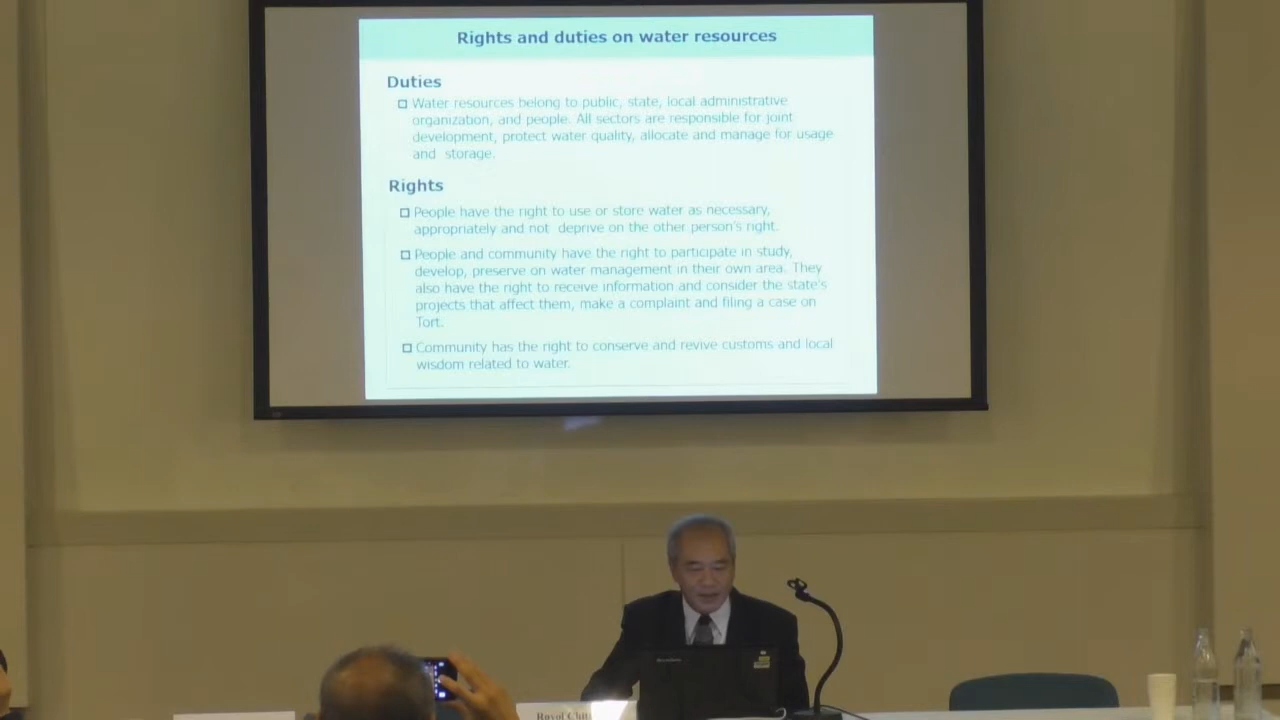 Rights and duties on water resources
Duties
Water resources belong to public, state, local administrative
organization, and people. All sectors are responsible for joint
development, protect water quality, allocate and manage for usage
and storage.
Rights
People have the right to use or store water as necessary,
appropriately and not deprive on the other person's right.
People and community have the right to participate in study,
develop, preserve on water management in their own area. They
also have the right to receive information and consider the state's
projects that affect them, make a complaint and filing a case on
Tort.
Community has the right to conserve and revive customs and local
wisdom related to water.
Royol